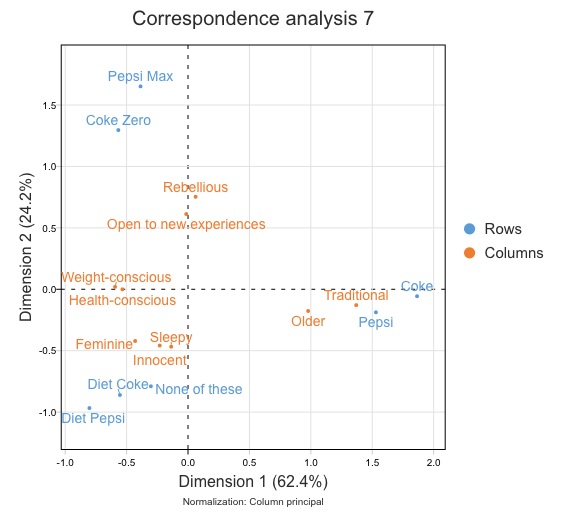 Correspondence analysis 7
Pepsi Max
Coke Zero
Rebellious
Open to new experiences
Weight-conscious
Health-conscious
Coke
Traditional
Older
Pepsi
Sleepy
Feminine
Innocent
Diet Coke
None of these
Diet Pepsi
1.5
1.0
0.5
0.0
-0.5
-1.0
Dimension 2 (24.2%)
-1.0 -0.5 0.0 0.5 1.0 1.5 2.0
Dimension 1 (62.4%)
Normalization: Column principal
Rows
Columns